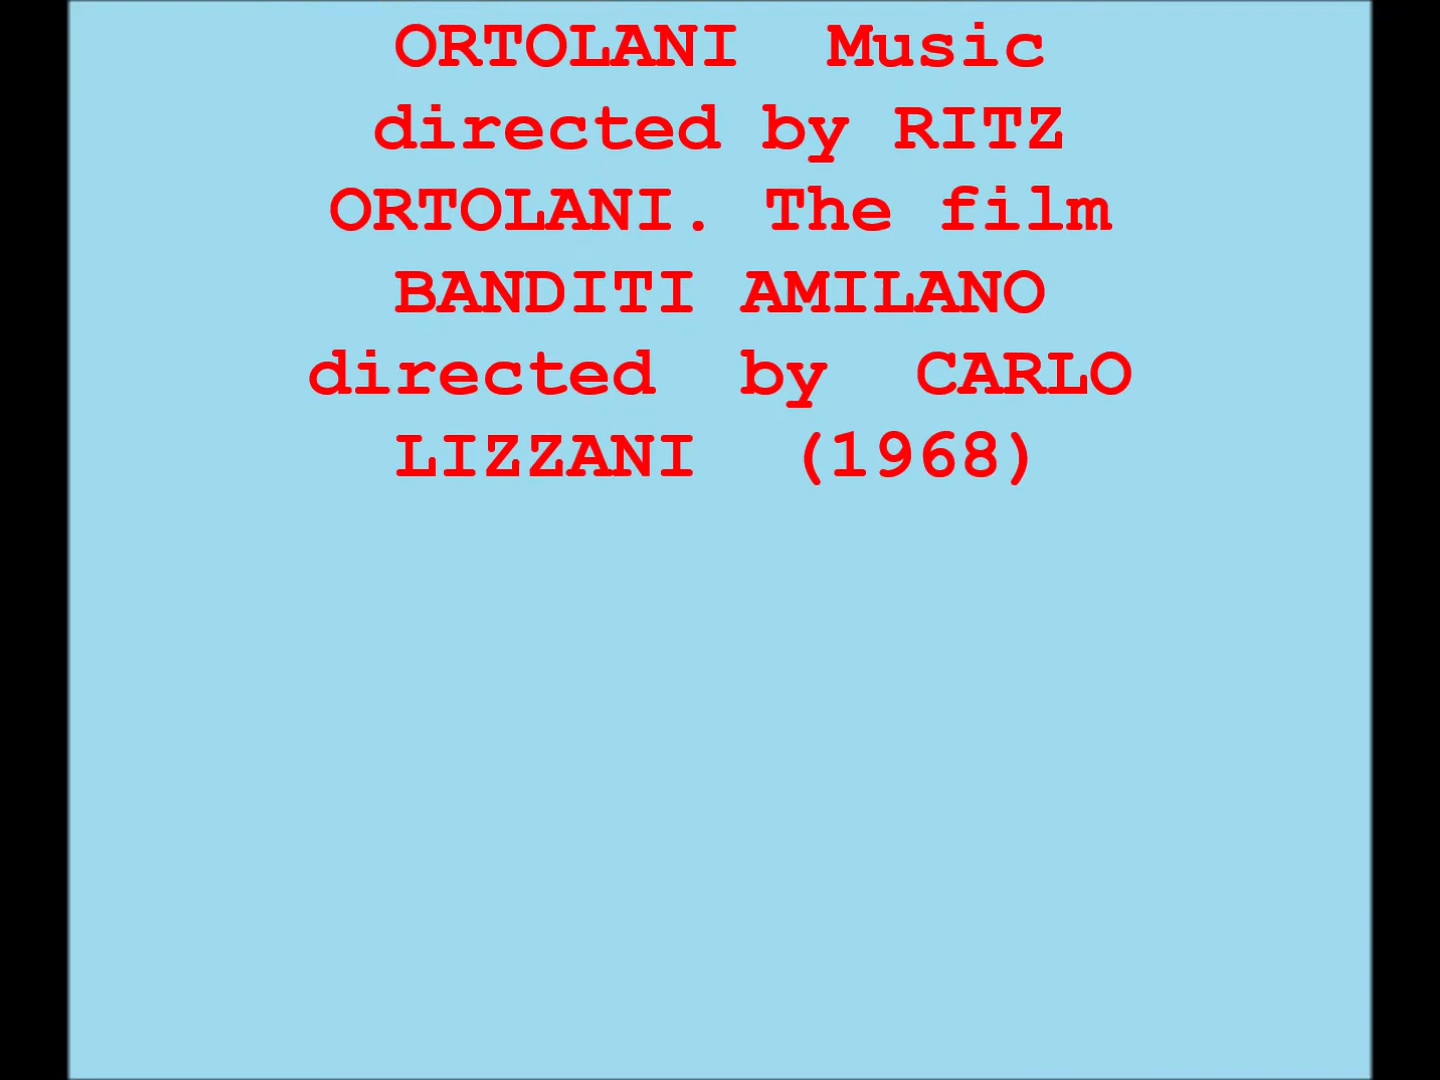 ORTOLANI Music
directed by RITZ
ORTOLANI. The film
BANDITI AMILANO
directed by CARLO
LIZZANI (1968)